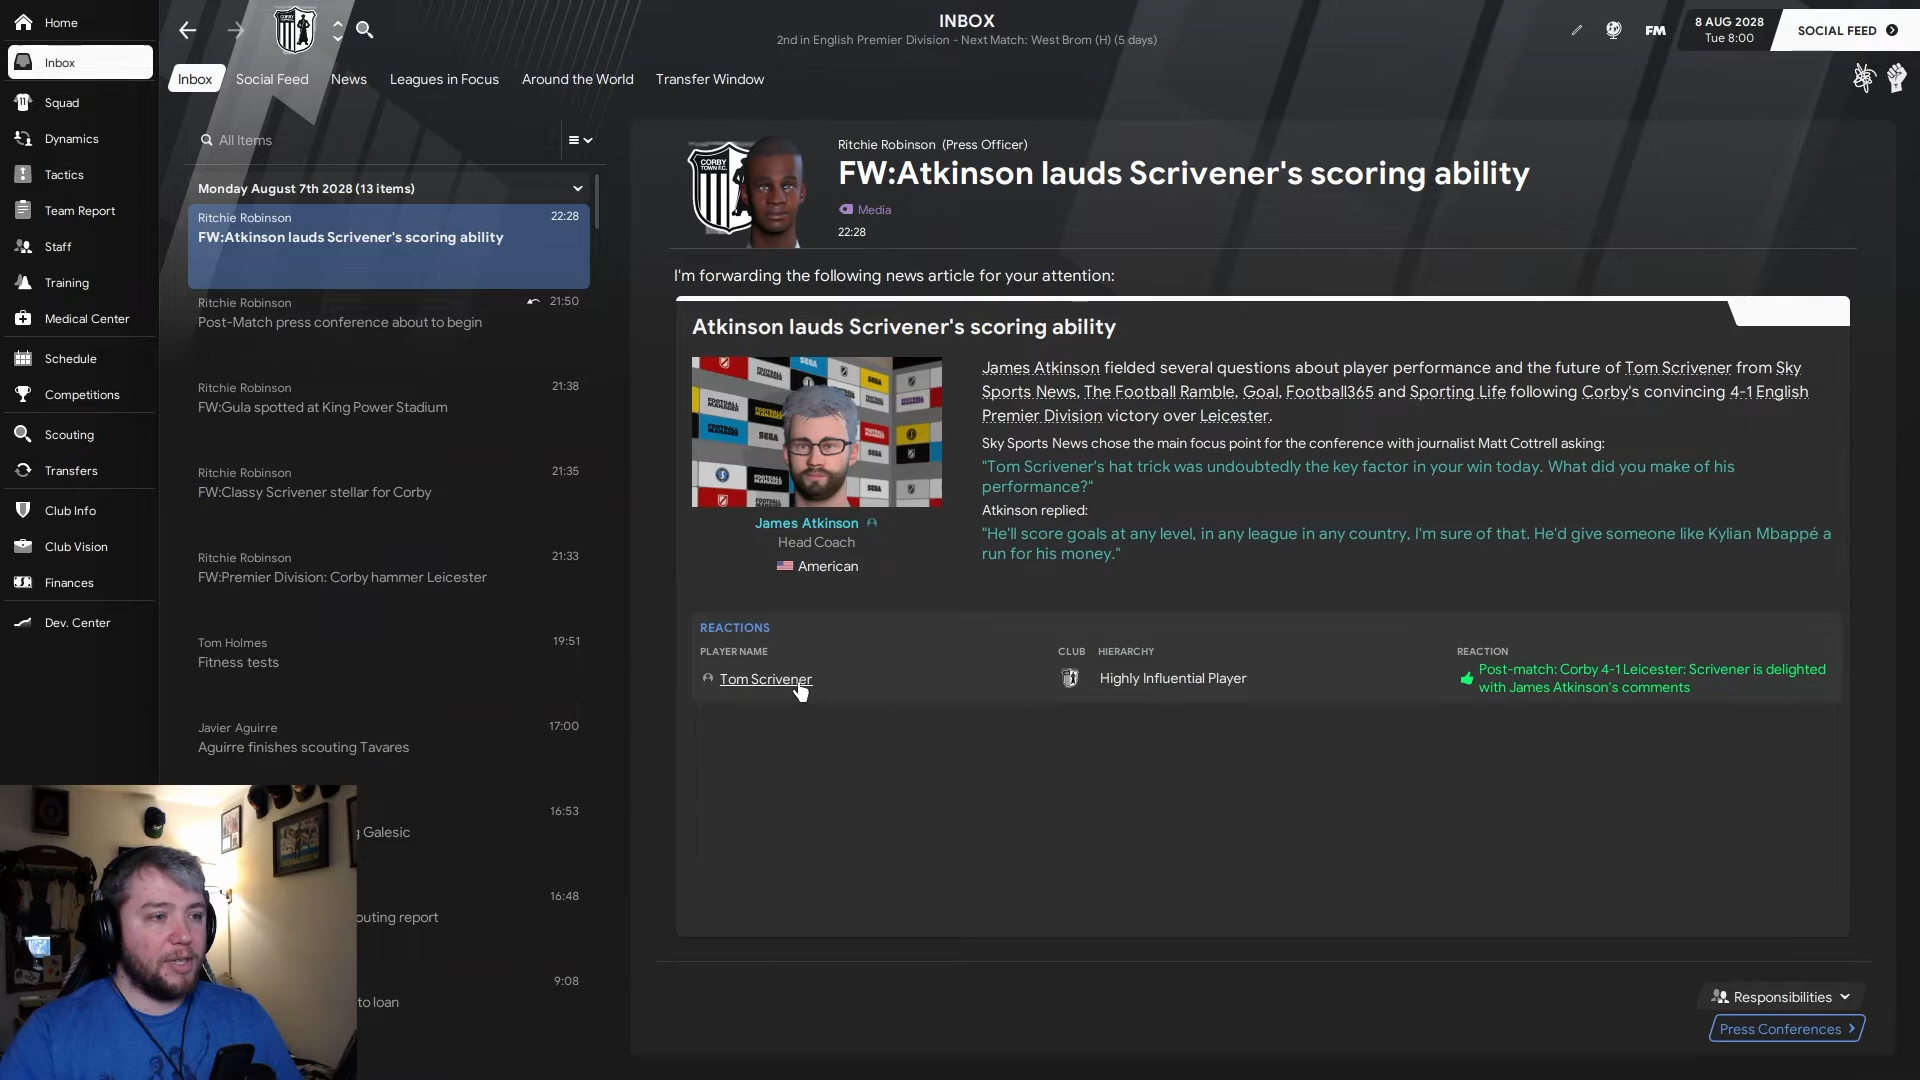 Home
Inbox
Squad
Dynamics
Tactics
Team Report
Staff
Training
Medical Center
Schedule
Competitions
Scouting
Transfers
Club Info
Club Vision
Finances
Dev. Center
INBOX
2nd in English Premier Division - Next Match: West Brom (H) (5 days)
FM
8 AUG 2028
Tue 8:00
SOCIAL FEED
Inbox
Social Feed
News
Leagues in Focus
Around the World
Transfer Window
All Items
Monday August 7th 2028 (13 items)
Ritchie Robinson 22:28
FW:Atkinson lauds Scrivener's scoring ability
Ritchie Robinson 21:50
Post-Match press conference about to begin
Ritchie Robinson 21:38
FW:Gula spotted at King Power Stadium
Ritchie Robinson 21:35
FW:Classy Scrivener stellar for Corby
Ritchie Robinson 21:33
FW:Premier Division: Corby hammer Leicester
Tom Holmes 19:51
Fitness tests
Javier Aguirre 17:00
Aguirre finishes scouting Tavares
16:53
Galesic
16:48
outing report
9:08
to loan
CORBY
TOWN F.C.
Ritchie Robinson (Press Officer)
FW:Atkinson lauds Scrivener's scoring ability
Media
22:28
I'm forwarding the following news article for your attention:
Atkinson lauds Scrivener's scoring ability
James Atkinson
Head Coach
American
James Atkinson fielded several questions about player performance and the future of Tom Scrivener from Sky
Sports News, The Football Ramble, Goal, Football365 and Sporting Life following Corby's convincing 4-1 English
Premier Division victory over Leicester.
Sky Sports News chose the main focus point for the conference with journalist Matt Cottrell asking:
"Tom Scrivener's hat trick was undoubtedly the key factor in your win today. What did you make of his
performance?"
Atkinson replied:
"He'll score goals at any level, in any league in any country, I'm sure of that. He'd give someone like Kylian Mbappé a
run for his money."
REACTIONS
PLAYER NAME CLUB HIERARCHY REACTION
Tom Scrivener Highly Influential Player Post-match: Corby 4-1 Leicester: Scrivener is delighted
with James Atkinson's comments
Responsibilities
Press Conferences